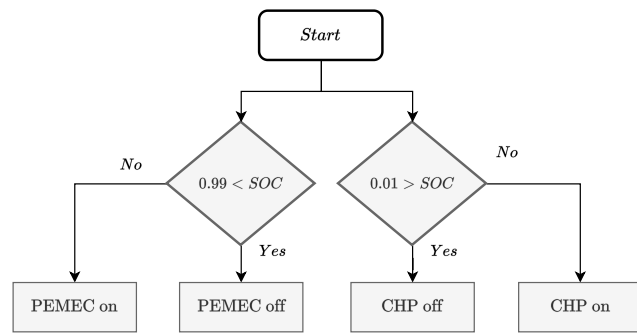 Start
No
0.99 < SOC
Yes
0.01 > SOC
Yes
No
PEMEC on
PEMEC off
CHP off
CHP on